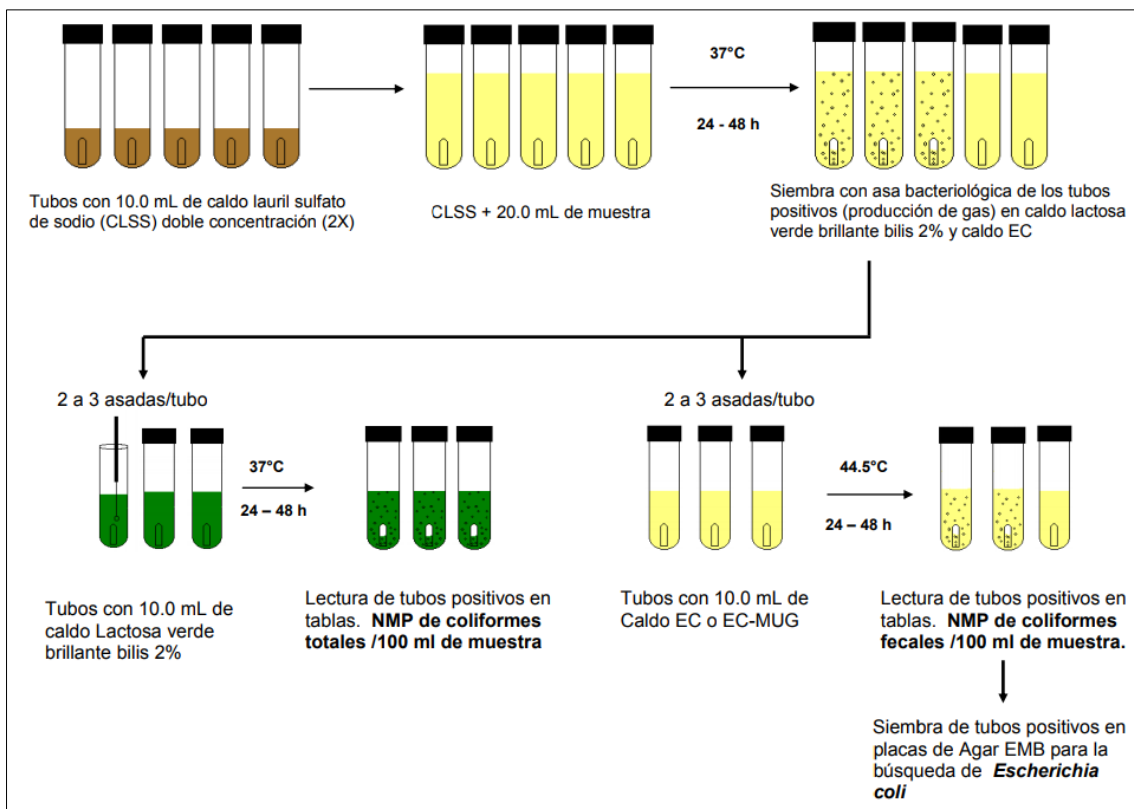 37°C
24 - 48 h
Tubos con 10.0 mL de caldo lauril sulfato
de sodio (CLSS) doble concentración (2X)
CLSS + 20.0 mL de muestra
Siembra con asa bacteriológica de los tubos
positivos (producción de gas) en caldo lactosa
verde brillante bilis 2% y caldo EC
2 a 3 asadas/tubo
37°C
24 – 48 h
Tubos con 10.0 mL de
caldo Lactosa verde
brillante bilis 2%
Lectura de tubos positivos en
tablas. NMP de coliformes
totales /100 ml de muestra
2 a 3 asadas/tubo
44.5°C
24 – 48 h
Tubos con 10.0 mL de
Caldo EC o EC-MUG
Lectura de tubos positivos en
tablas. NMP de coliformes
fecales /100 ml de muestra.
Siembra de tubos positivos en
placas de Agar EMB para la
búsqueda de Escherichia
coli